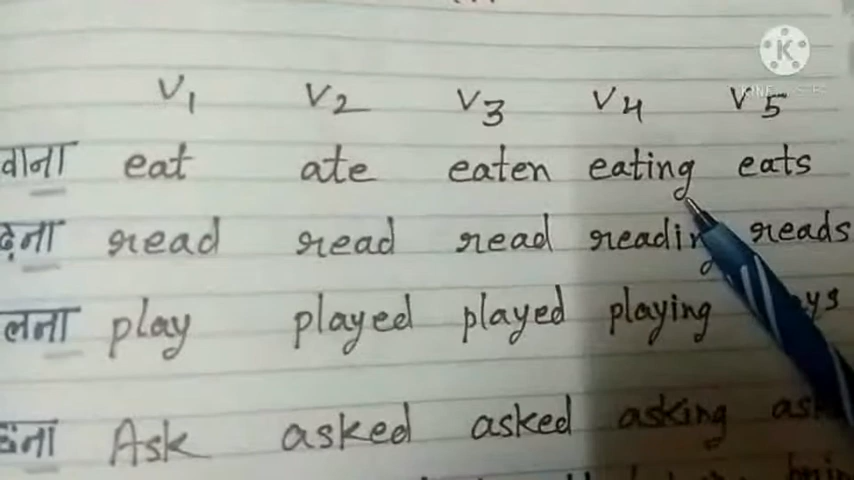 V1 V2 V3 V4 V5
eat ate eaten eating eats
read read read reading reads
लना play played played playing
Ask asked asked asking